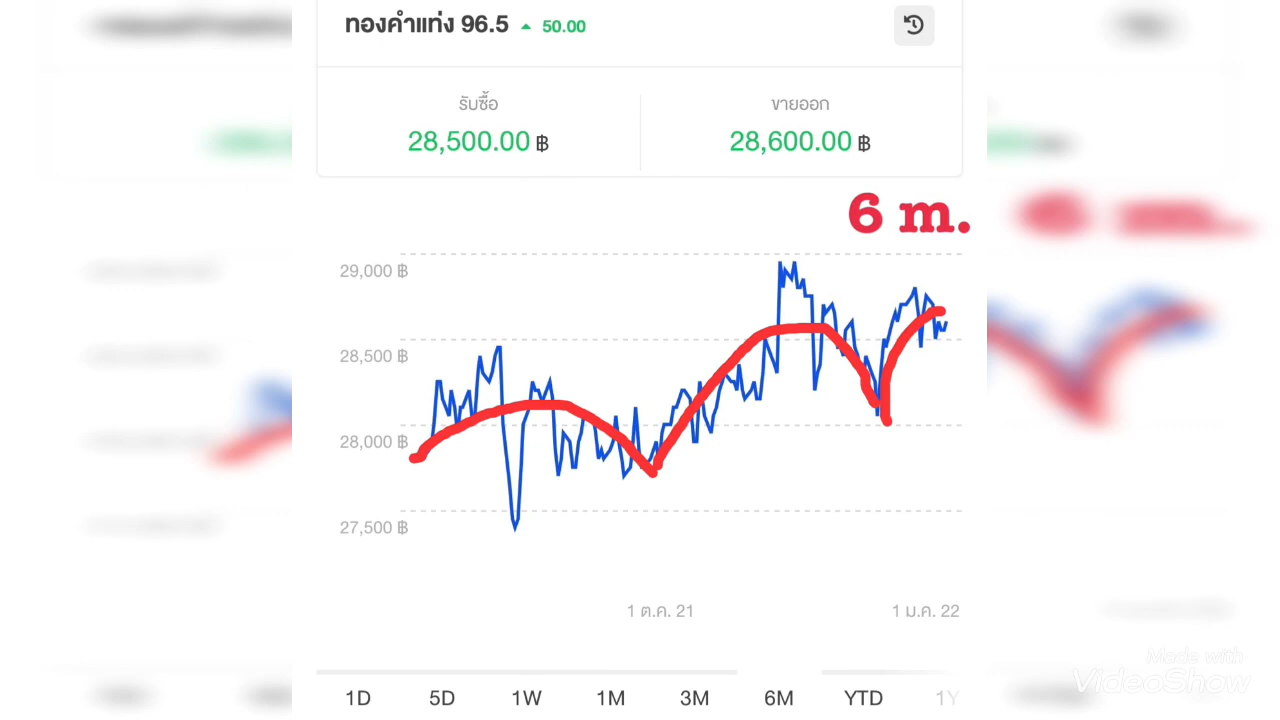 ทองคำแท่ง 96.5 50.00
รับซื้อ ขายออก
28,500.00 ฿ 28,600.00 ฿
6 m.
29,000 ฿
28,500 ฿
28,000 ฿
27,500 ฿
1 ต.ค. 21 1 ม.ค. 22
1D 5D 1W 1M 3M 6M YTD 1Y
Made with
VideoShow